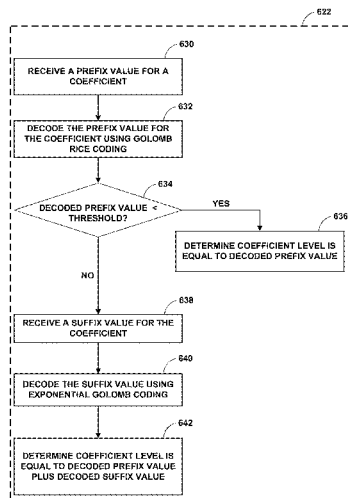 622
630
RECEIVE A PREFIX VALUE FOR A
COEFFICIENT
632
DECODE THE PREFIX VALUE FOR
THE COEFFICIENT USING GOLOMB
RICE CODING
634
DECODED PREFIX VALUE <
THRESHOLD?
YES
636
DETERMINE COEFFICIENT LEVEL IS
EQUAL TO DECODED PREFIX VALUE
NO
638
RECEIVE A SUFFIX VALUE FOR THE
COEFFICIENT
640
DECODE THE SUFFIX VALUE USING
EXPONENTIAL GOLOMB CODING
642
DETERMINE COEFFICIENT LEVEL IS
EQUAL TO DECODED PREFIX VALUE
PLUS DECODED SUFFIX VALUE